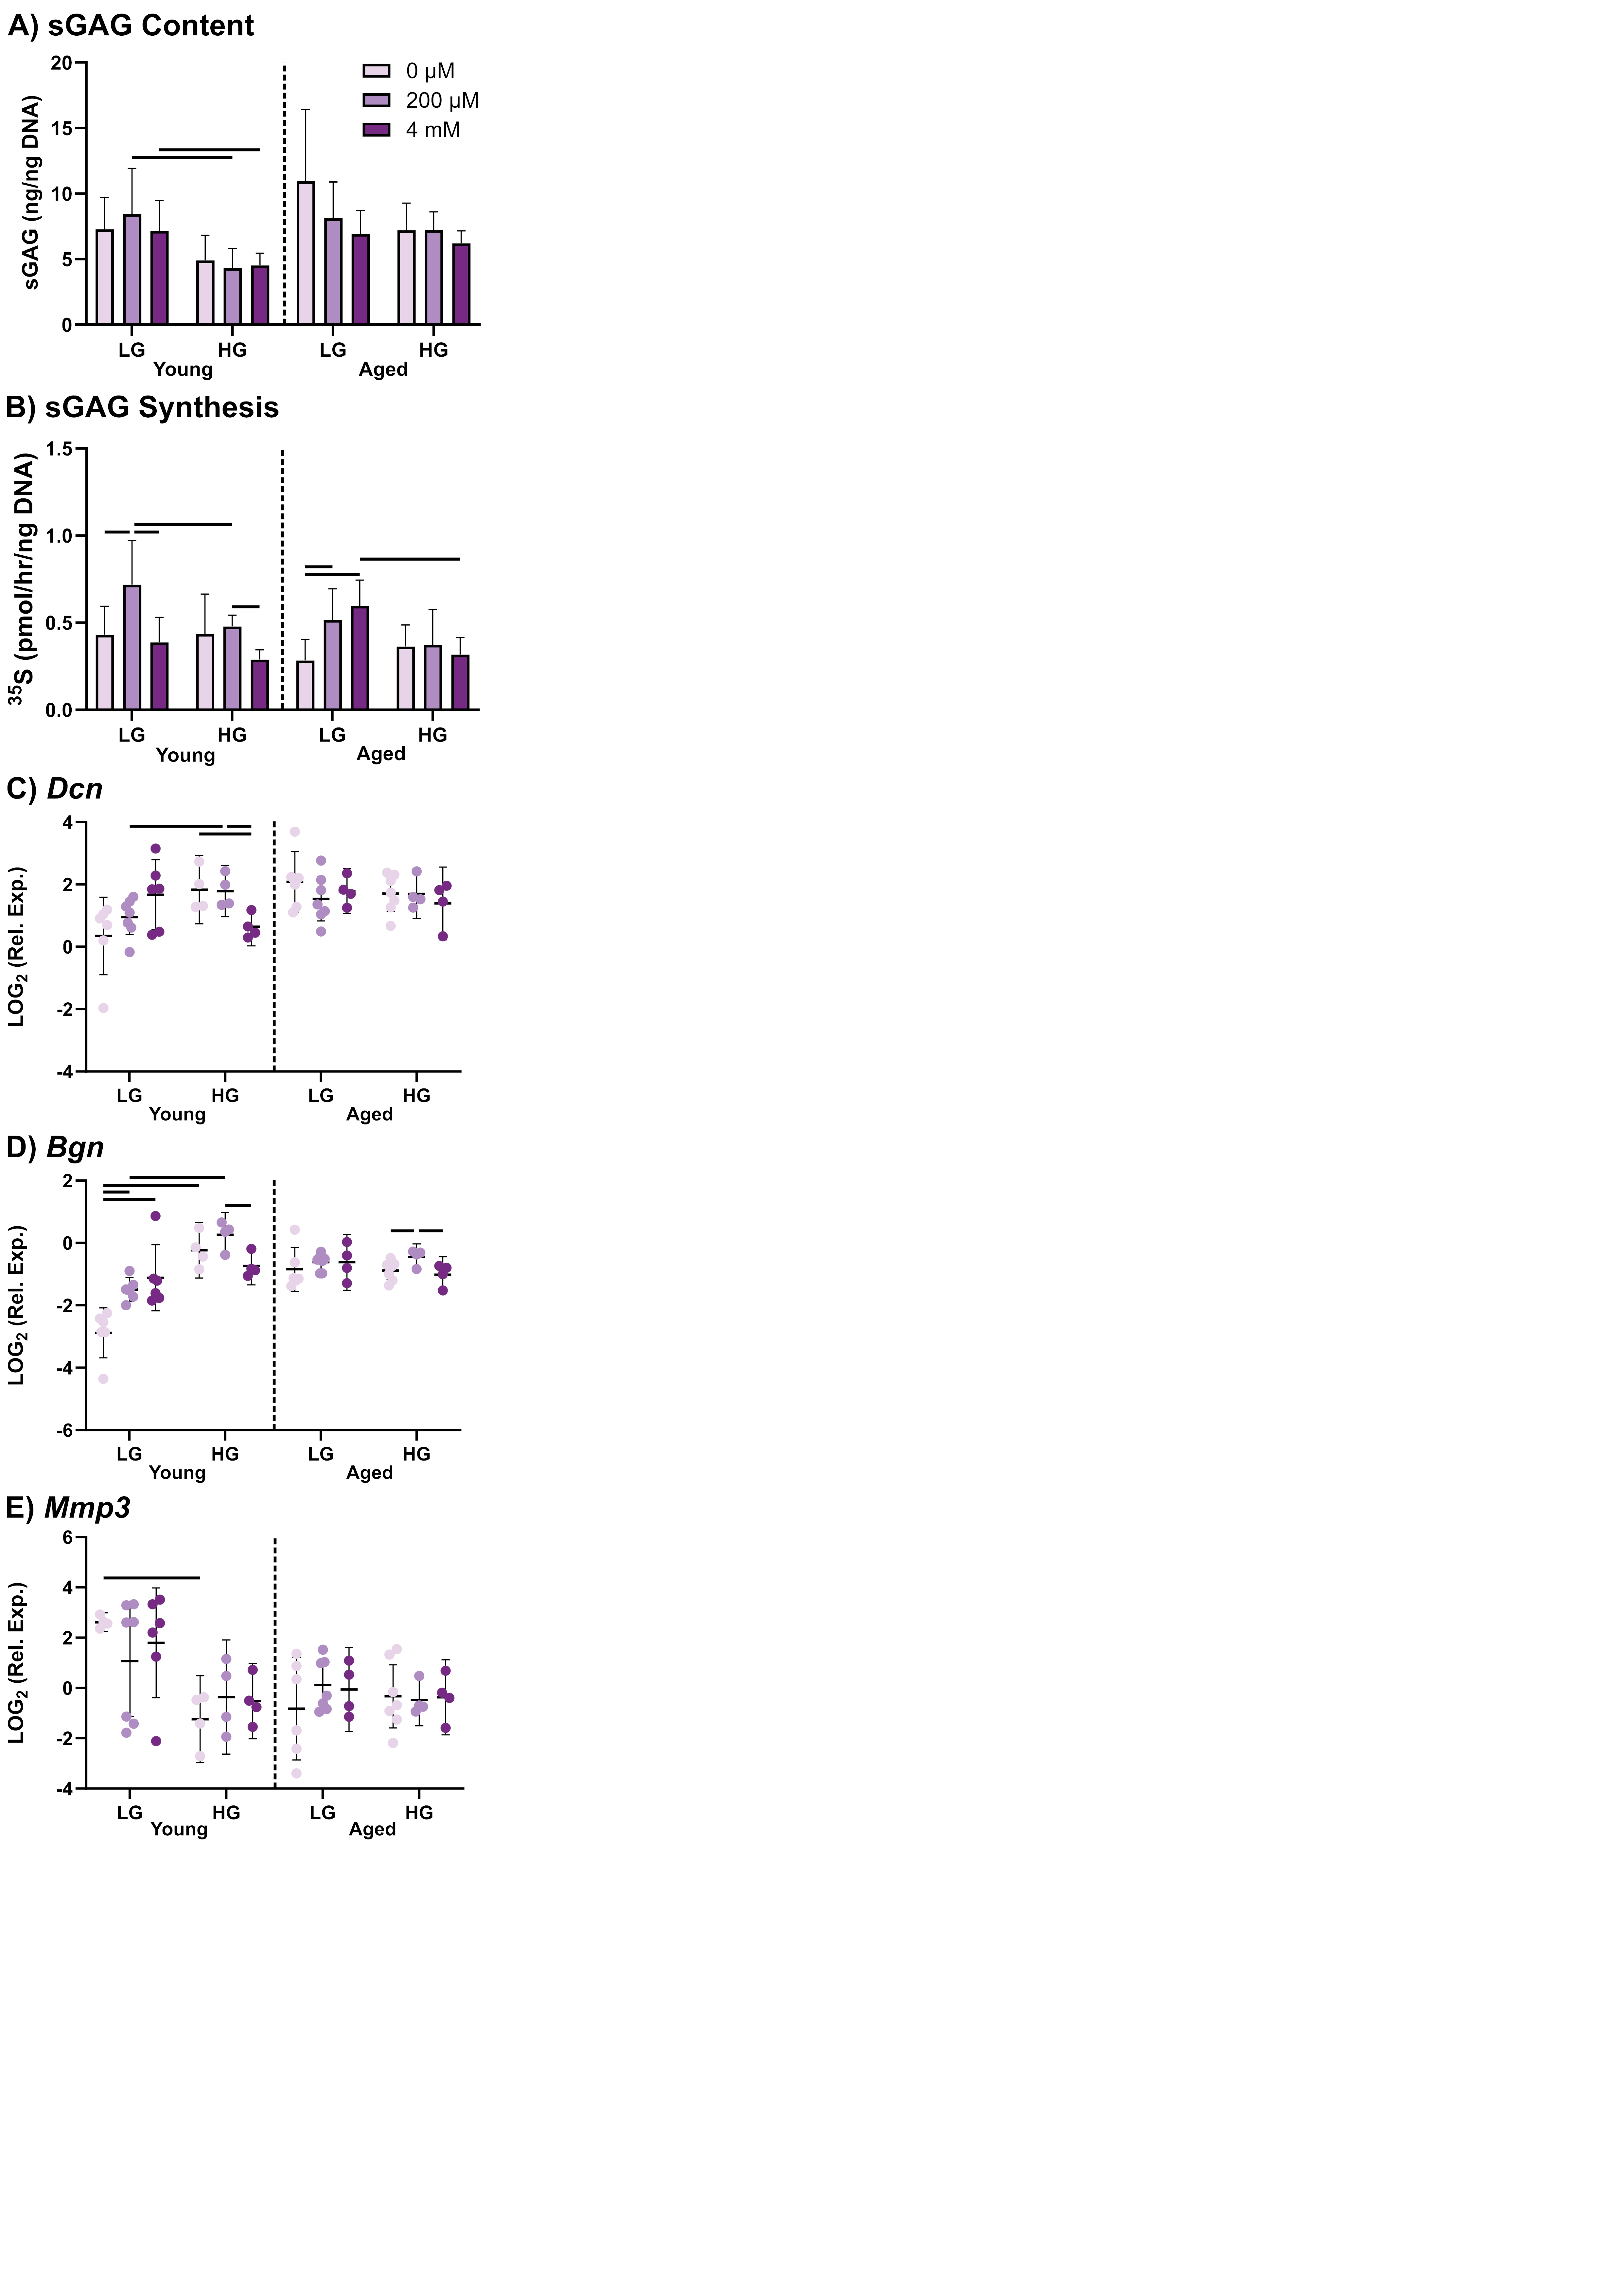 A) sGAG Content
sGAG (ng/ng DNA)
20
15
10
5
0
0 µM
200 µM
4 mM
LG
HG
LG
HG
Young
Aged
B) sGAG Synthesis
35S (pmol/hr/ng DNA)
1.5
1.0
0.5
0.0
LG
HG
LG
HG
Young
Aged
C) Dcn
LOG2 (Rel. Exp.)
4
2
0
-2
-4
LG
HG
LG
HG
Young
Aged
D) Bgn
LOG2 (Rel. Exp.)
2
0
-2
-4
-6
LG
HG
LG
HG
Young
Aged
E) Mmp3
LOG2 (Rel. Exp.)
6
4
2
0
-2
-4
LG
HG
LG
HG
Young
Aged